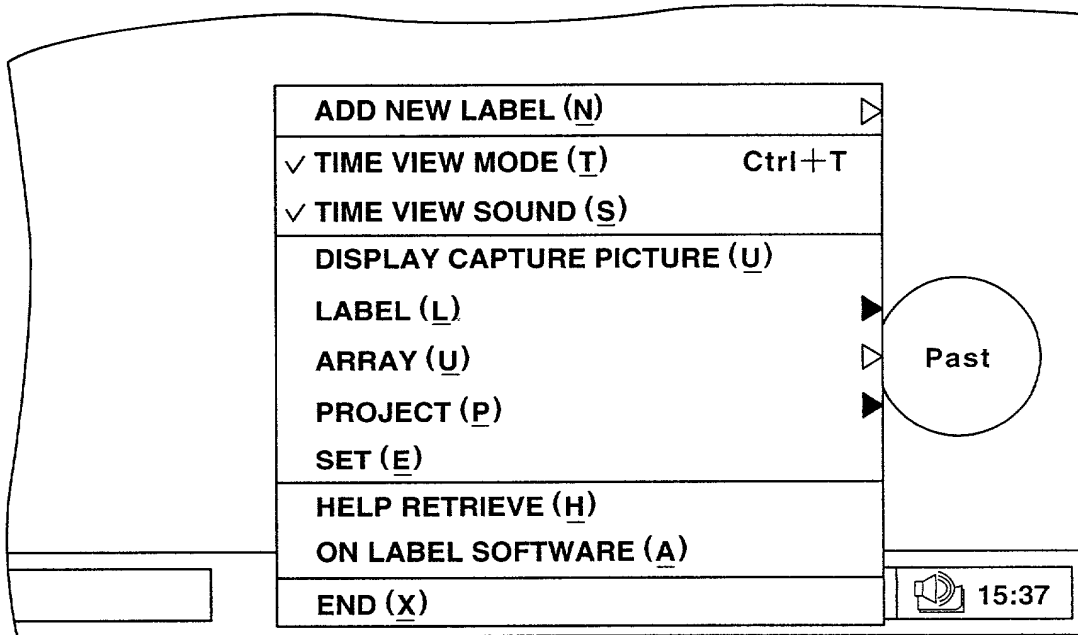 ADD NEW LABEL (N)
✓ TIME VIEW MODE (T) Ctrl+T
✓ TIME VIEW SOUND (S)
DISPLAY CAPTURE PICTURE (U)
LABEL (L)
ARRAY (U)
PROJECT (P)
SET (E)
HELP RETRIEVE (H)
ON LABEL SOFTWARE (A)
END (X)
Past
15:37